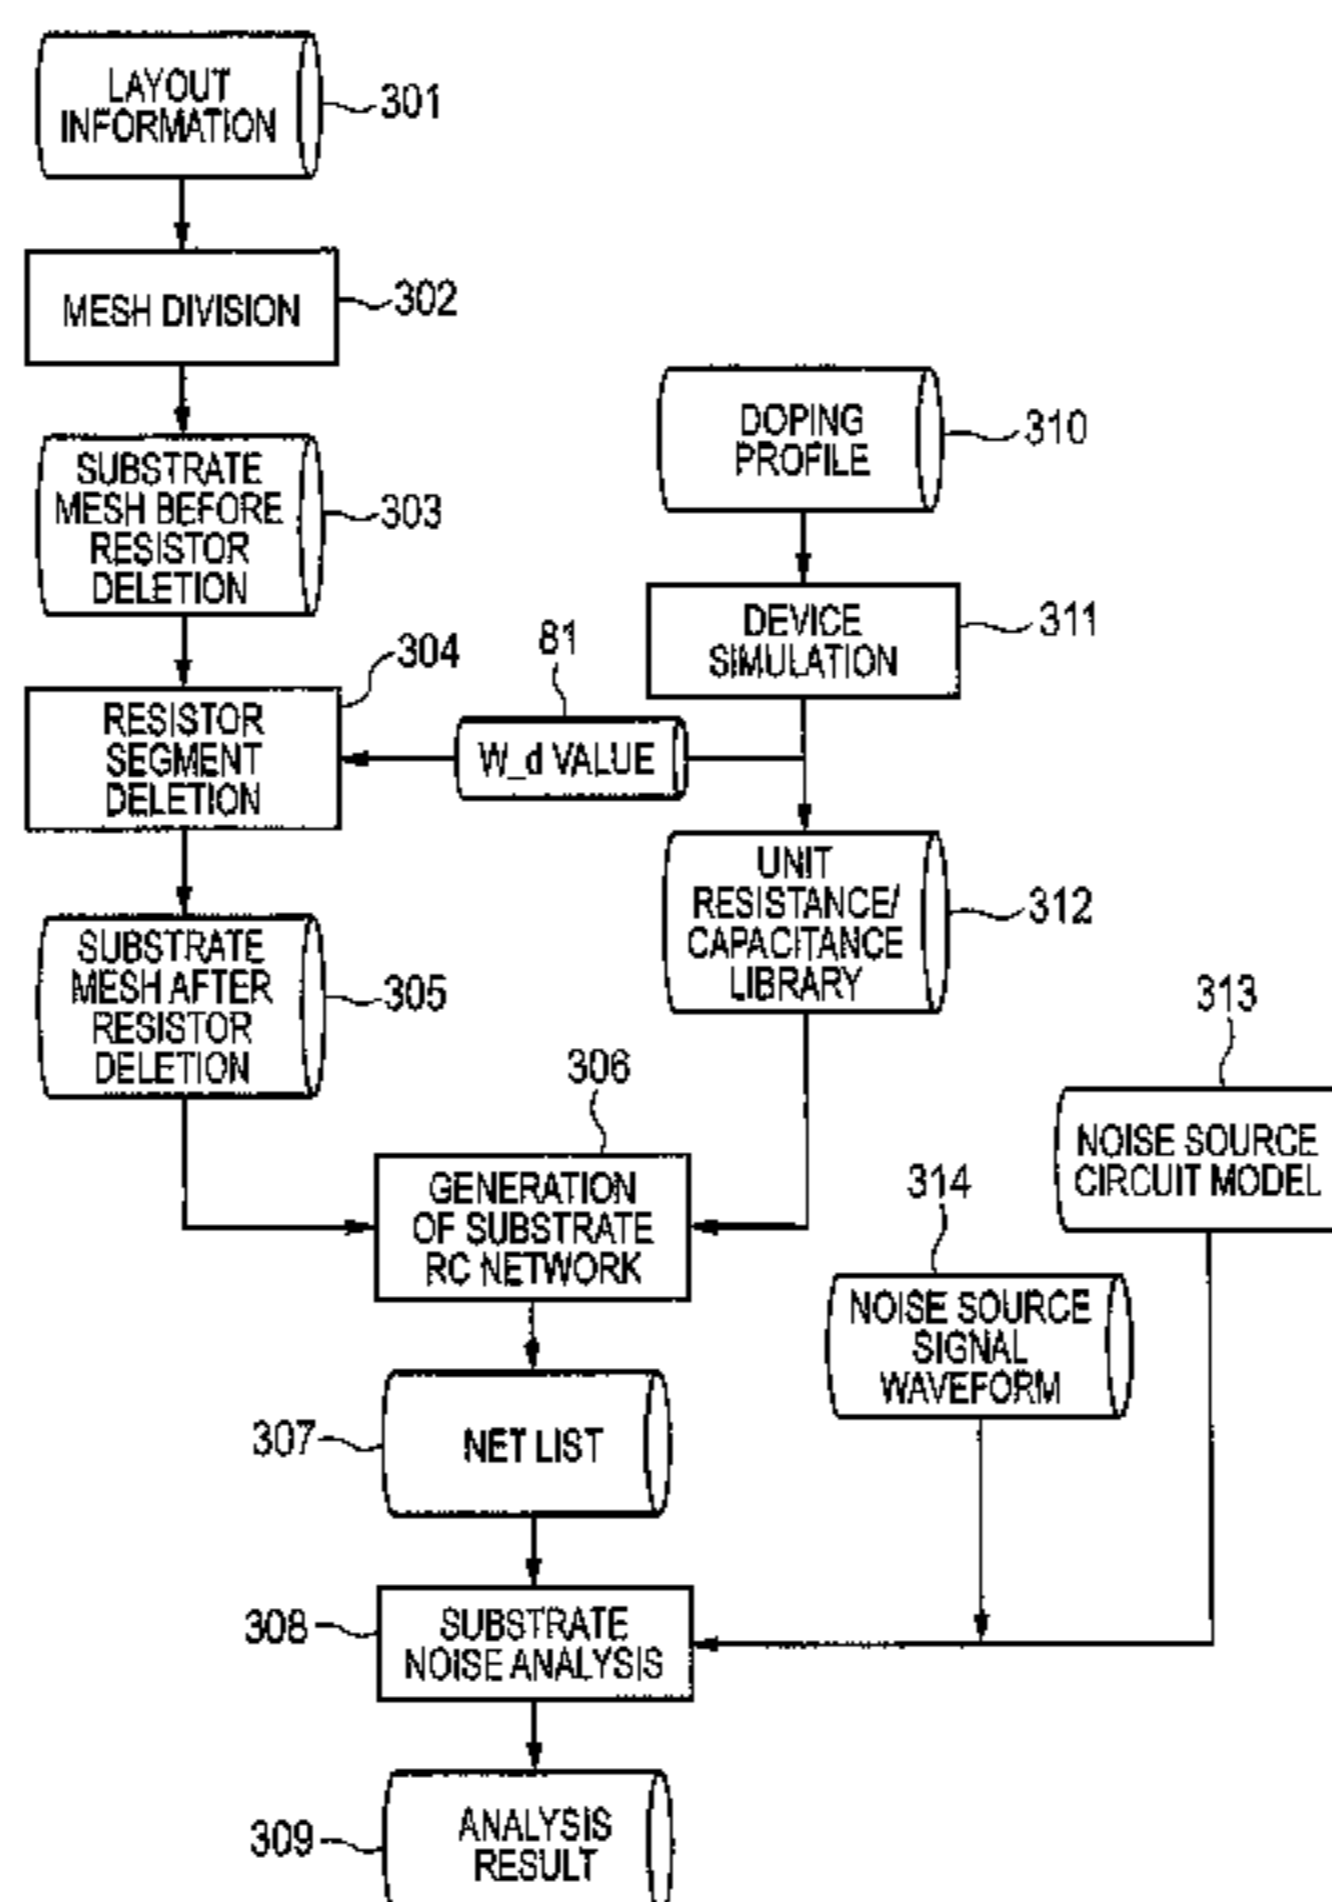 LAYOUT
INFORMATION
301
MESH DIVISION
302
SUBSTRATE
MESH BEFORE
RESISTOR
DELETION
303
DOPING
PROFILE
310
DEVICE
SIMULATION
311
RESISTOR
SEGMENT
DELETION
304
81
W_d VALUE
UNIT
RESISTANCE/
CAPACITANCE
LIBRARY
312
SUBSTRATE
MESH AFTER
RESISTOR
DELETION
305
306
GENERATION
OF SUBSTRATE
RC NETWORK
313
NOISE SOURCE
CIRCUIT MODEL
314
NOISE SOURCE
SIGNAL
WAVEFORM
307
NET LIST
308
SUBSTRATE
NOISE ANALYSIS
309
ANALYSIS
RESULT